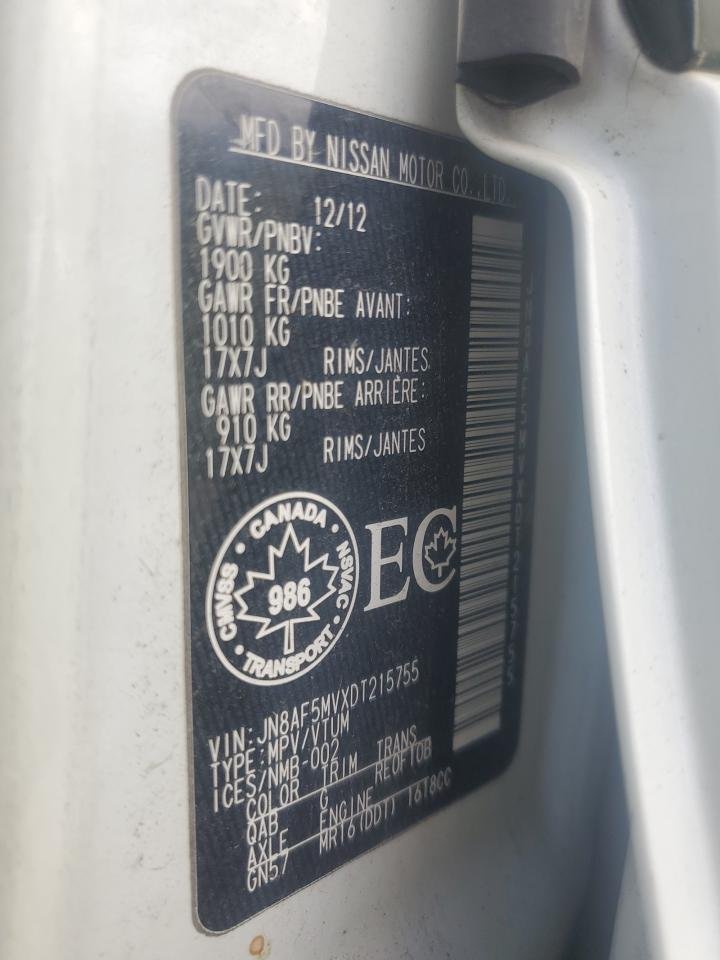 MFD BY NISSAN MOTOR CO.,LTD.
DATE: 12/12
GVWR/PNBV:
1900 KG
GAWR FR/PNBE AVANT:
1010 KG
17X7J RIMS/JANTES
GAWR RR/PNBE ARRIÈRE:
910 KG
17X7J RIMS/JANTES
CANADA
CMVSS • NSVAC
986
TRANSPORT
EC
VIN: JN8AF5MVXDT215755
TYPE:MPV/VTUM
ICES/NMB-002
COLOR TRIM TRANS
QAB G RE0F10B
AXLE ENGINE
GN57 MR16(DDT) 1618CC
JN8AF5MVXDT215755